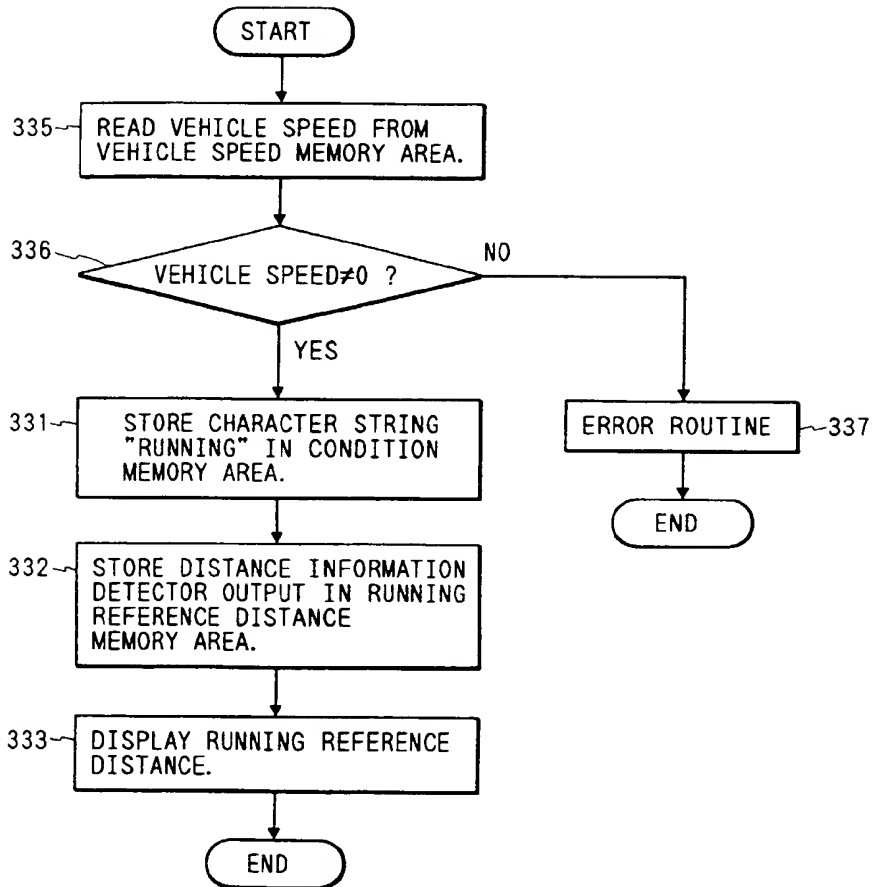 START
335
READ VEHICLE SPEED FROM
VEHICLE SPEED MEMORY AREA.
336
VEHICLE SPEED≠0 ?
NO
YES
331
STORE CHARACTER STRING
"RUNNING" IN CONDITION
MEMORY AREA.
ERROR ROUTINE
337
END
332
STORE DISTANCE INFORMATION
DETECTOR OUTPUT IN RUNNING
REFERENCE DISTANCE
MEMORY AREA.
333
DISPLAY RUNNING REFERENCE
DISTANCE.
END